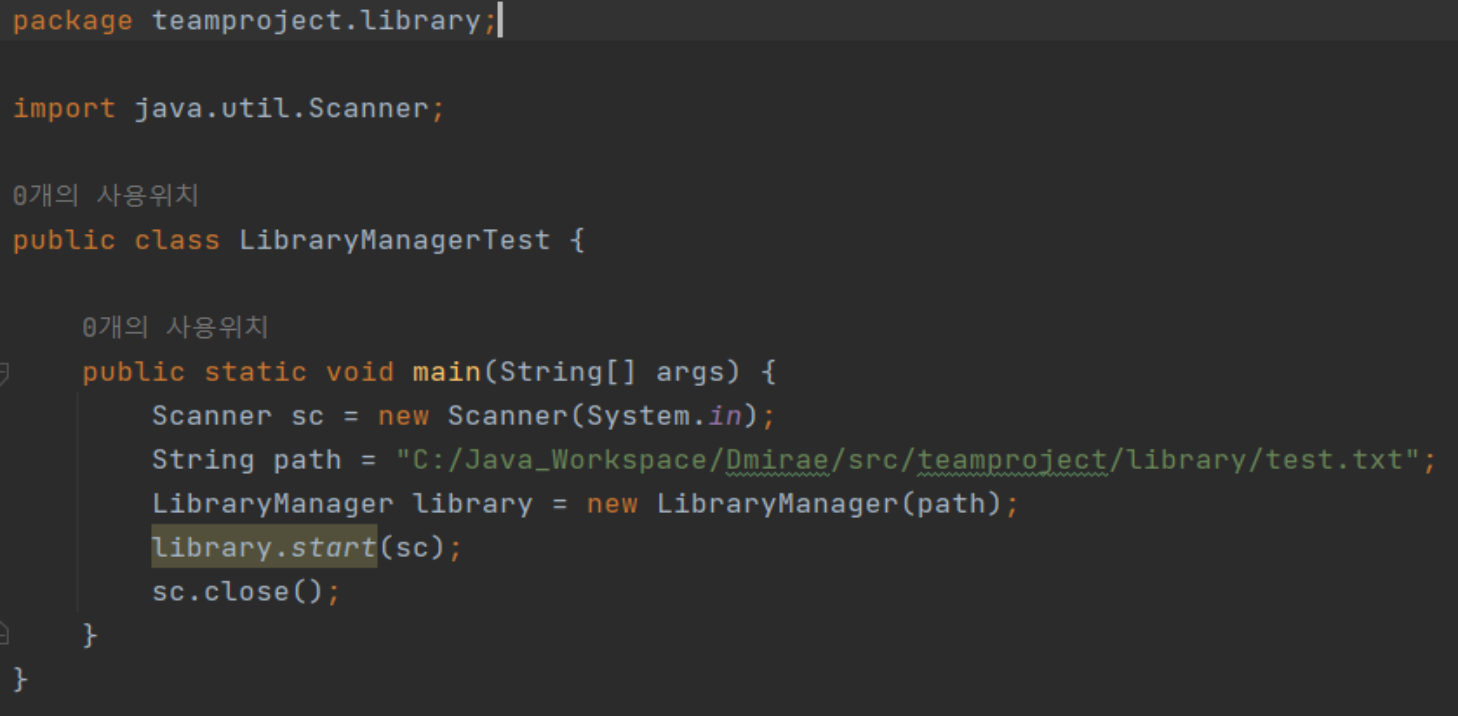 package teamproject.library;
import java.util.Scanner;
0개의 사용위치
public class LibraryManagerTest {
0개의 사용위치
public static void main(String[] args) {
Scanner sc = new Scanner(System.in);
String path = "C:/Java_Workspace/Dmirae/src/teamproject/library/test.txt";
LibraryManager library = new LibraryManager(path);
library.start(sc);
sc.close();
}
}